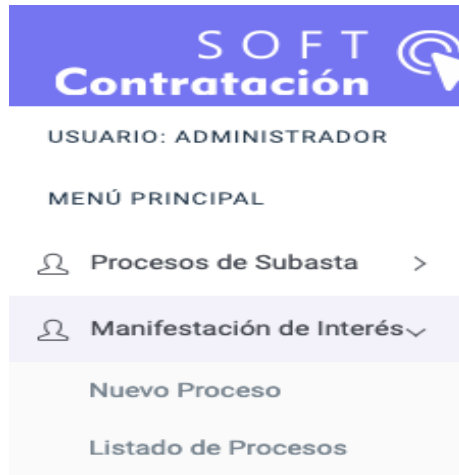 SOFT
Contratación
USUARIO: ADMINISTRADOR
MENÚ PRINCIPAL
Procesos de Subasta
Manifestación de Interés
Nuevo Proceso
Listado de Procesos